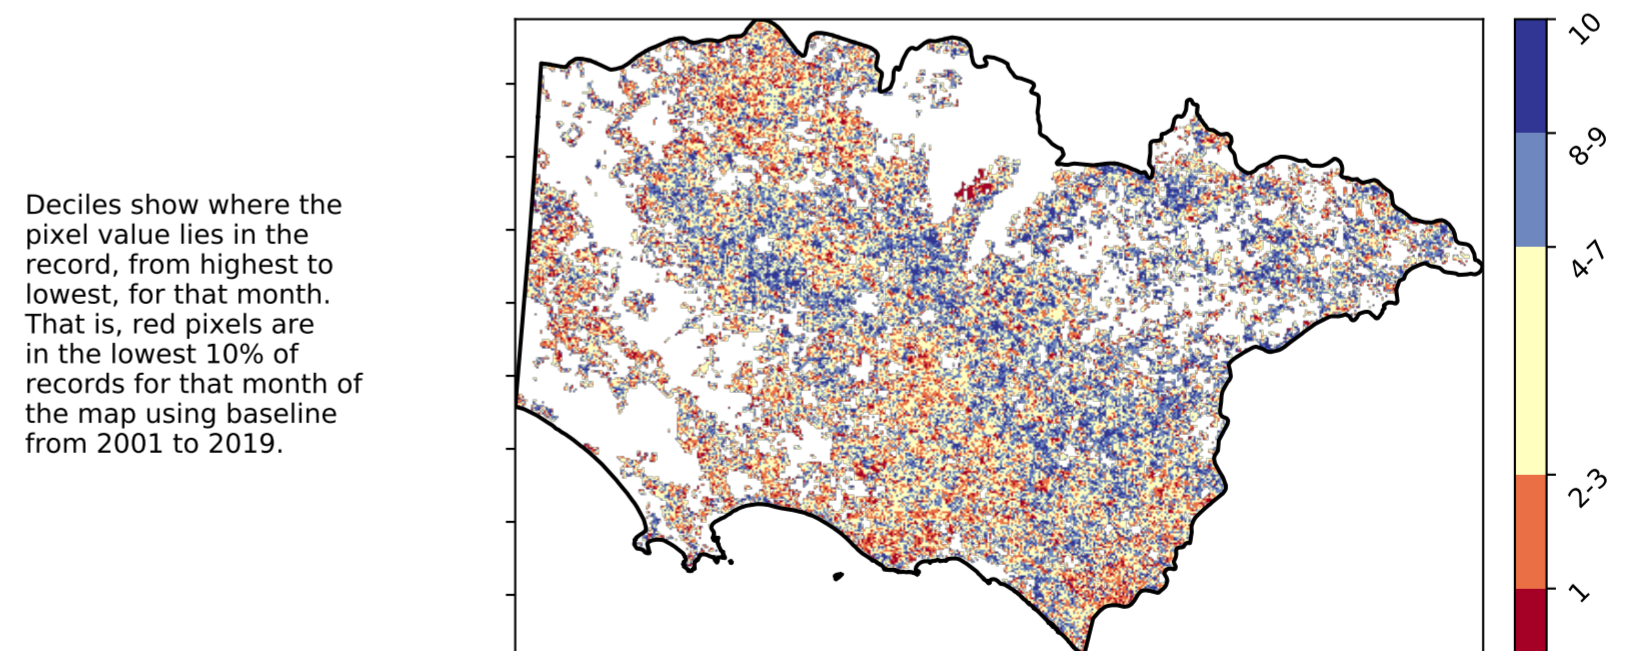 Deciles show where the
pixel value lies in the
record, from highest to
lowest, for that month.
That is, red pixels are
in the lowest 10% of
records for that month of
the map using baseline
from 2001 to 2019.
10
8-9
4-7
2-3
1